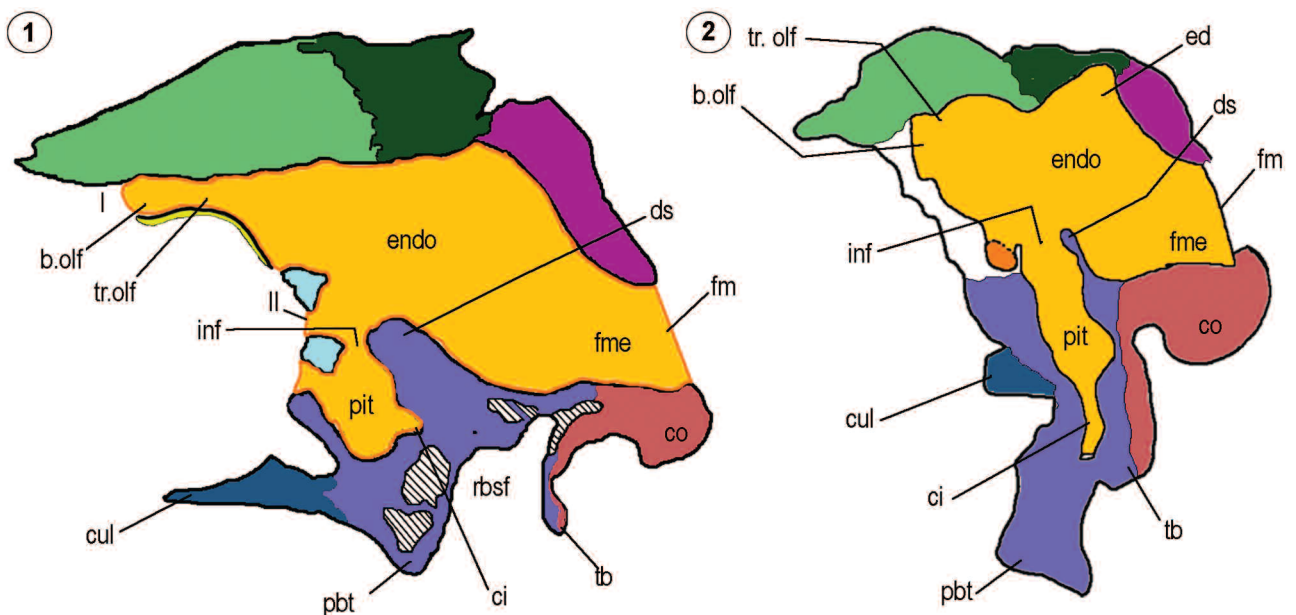 1
I
b.olf
tr.olf
II
inf
endo
ds
fm
fme
pit
co
cul
rbsf
pbt
ci
tb
2
tr. olf
b.olf
ed
ds
endo
fm
inf
fme
pit
co
cul
ci
tb
pbt